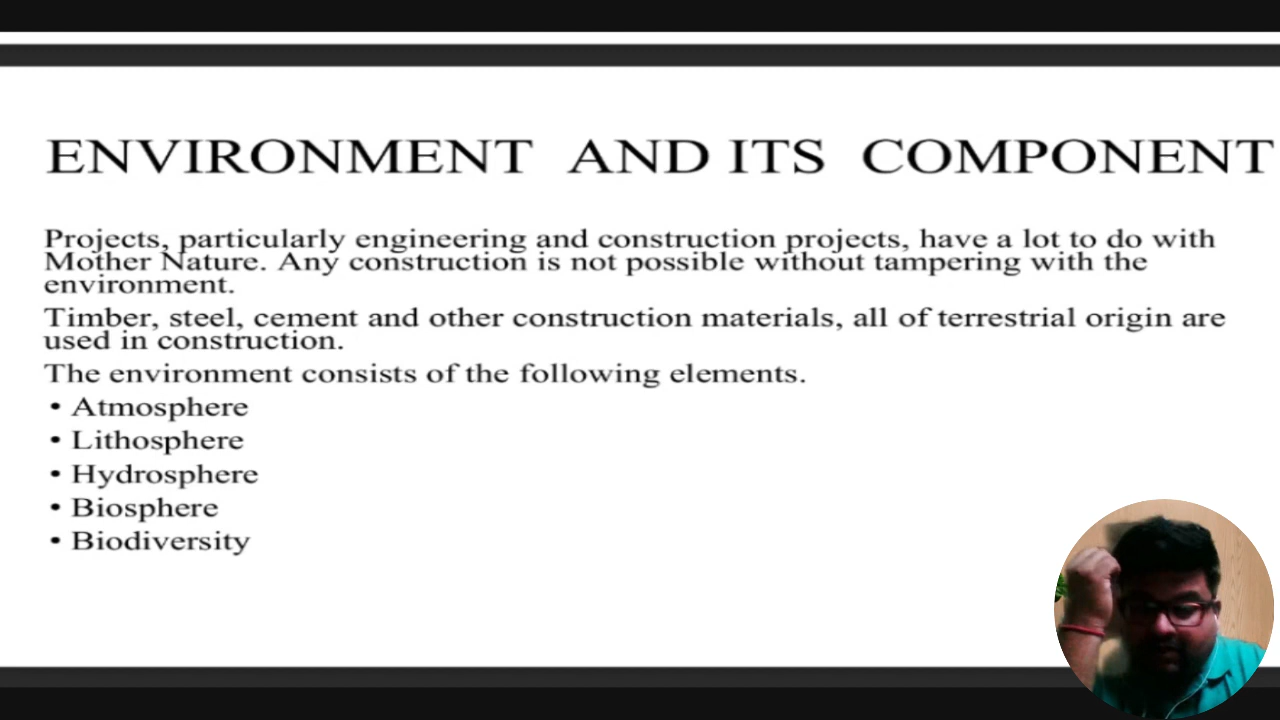 ENVIRONMENT AND ITS COMPONENT
Projects, particularly engineering and construction projects, have a lot to do with
Mother Nature. Any construction is not possible without tampering with the
environment.
Timber, steel, cement and other construction materials, all of terrestrial origin are
used in construction.
The environment consists of the following elements.
• Atmosphere
• Lithosphere
• Hydrosphere
• Biosphere
• Biodiversity